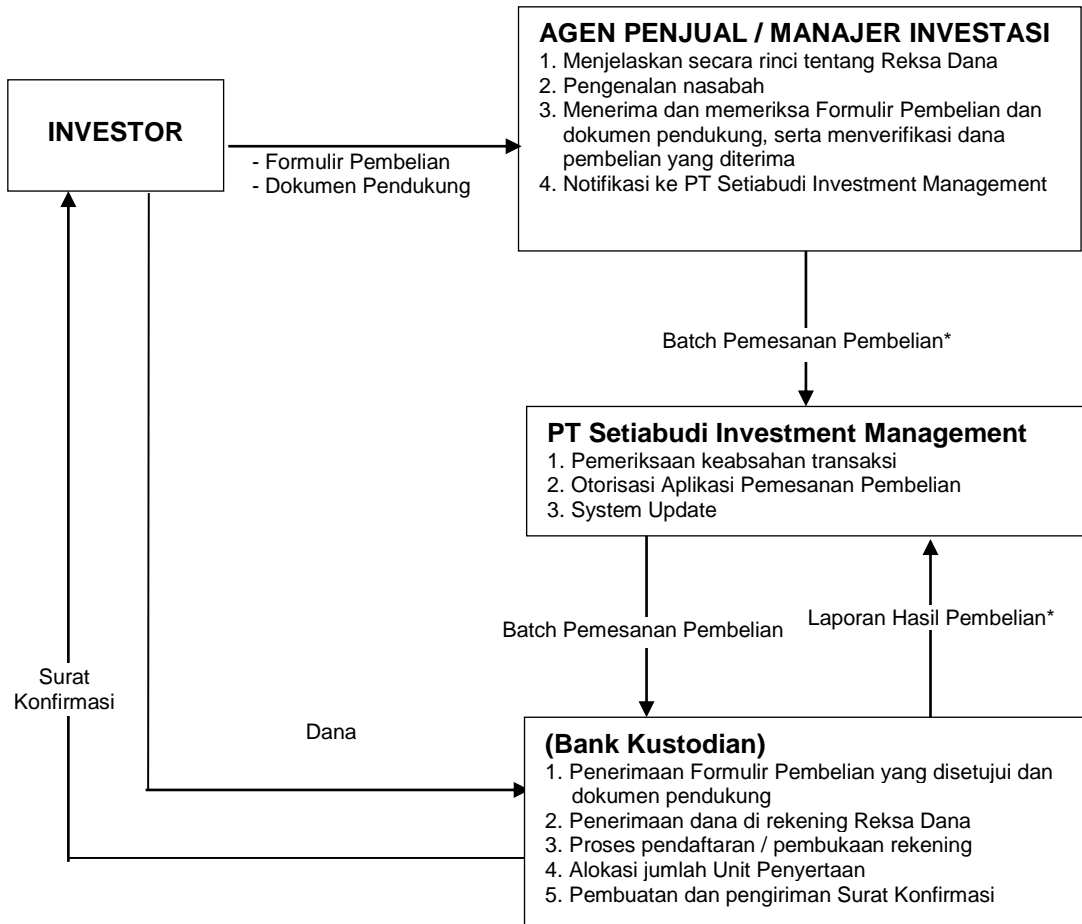 AGEN PENJUAL / MANAJER INVESTASI
1. Menjelaskan secara rinci tentang Reksa Dana
2. Pengenalan nasabah
3. Menerima dan memeriksa Formulir Pembelian dan
dokumen pendukung, serta menverifikasi dana
pembelian yang diterima
4. Notifikasi ke PT Setiabudi Investment Management
INVESTOR
- Formulir Pembelian
- Dokumen Pendukung
Batch Pemesanan Pembelian*
PT Setiabudi Investment Management
1. Pemeriksaan keabsahan transaksi
2. Otorisasi Aplikasi Pemesanan Pembelian
3. System Update
Batch Pemesanan Pembelian
Laporan Hasil Pembelian*
Surat
Konfirmasi
Dana
(Bank Kustodian)
1. Penerimaan Formulir Pembelian yang disetujui dan
dokumen pendukung
2. Penerimaan dana di rekening Reksa Dana
3. Proses pendaftaran / pembukaan rekening
4. Alokasi jumlah Unit Penyertaan
5. Pembuatan dan pengiriman Surat Konfirmasi